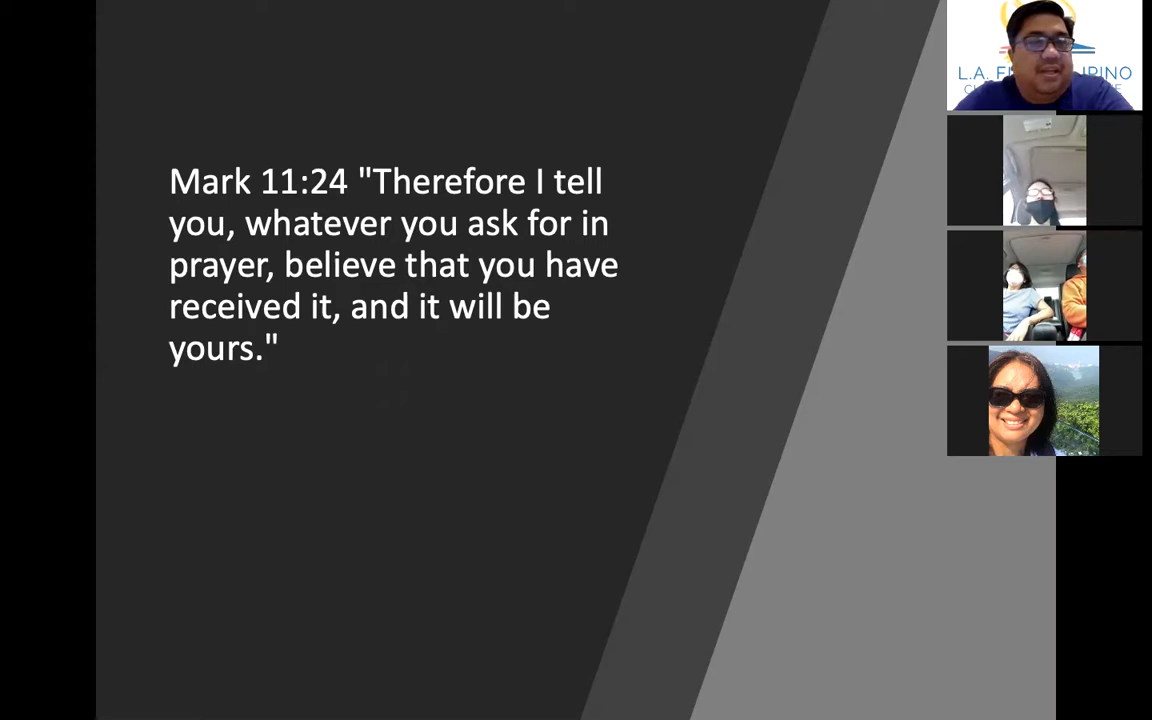 Mark 11:24 "Therefore I tell
you, whatever you ask for in
prayer, believe that you have
received it, and it will be
yours."
L.A.